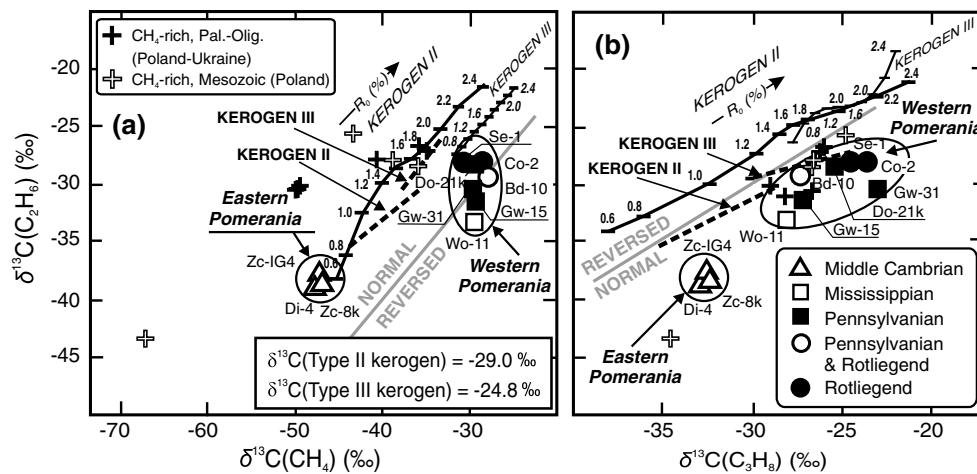 CH4-rich, Pal.-Olig.
(Poland-Ukraine)
CH4-rich, Mesozoic (Poland)
(a)
R0 (%)
KEROGEN II
KEROGEN III
KEROGEN III
KEROGEN II
0.6
0.8
1.0
1.2
1.4
1.6
1.8
2.0
2.2
2.4
1.2
1.6
2.0
2.4
Eastern
Pomerania
Zc-IG4
Di-4
Zc-8k
Se-1
Co-2
Do-21k
Bd-10
Gw-31
Gw-15
Wo-11
Western
Pomerania
NORMAL
REVERSED
δ13C(Type II kerogen) = -29.0 ‰
δ13C(Type III kerogen) = -24.8 ‰
-20
-25
-30
-35
-40
-45
δ13C(C2H6) (‰)
-70
-60
-50
-40
-30
δ13C(CH4) (‰)
(b)
KEROGEN II
R0 (%)
KEROGEN III
KEROGEN III
KEROGEN II
0.6
0.8
1.0
1.2
1.4
1.6
1.8
2.0
2.2
2.4
0.8
1.2
1.6
2.0
2.4
Western
Pomerania
Se-1
Co-2
Bd-10
Gw-31
Do-21k
Gw-15
Wo-11
REVERSED
NORMAL
Zc-IG4
Di-4
Zc-8k
Eastern
Pomerania
Middle Cambrian
Mississippian
Pennsylvanian
Pennsylvanian
& Rotliegend
Rotliegend
-35
-30
-25
-20
δ13C(C3H8) (‰)